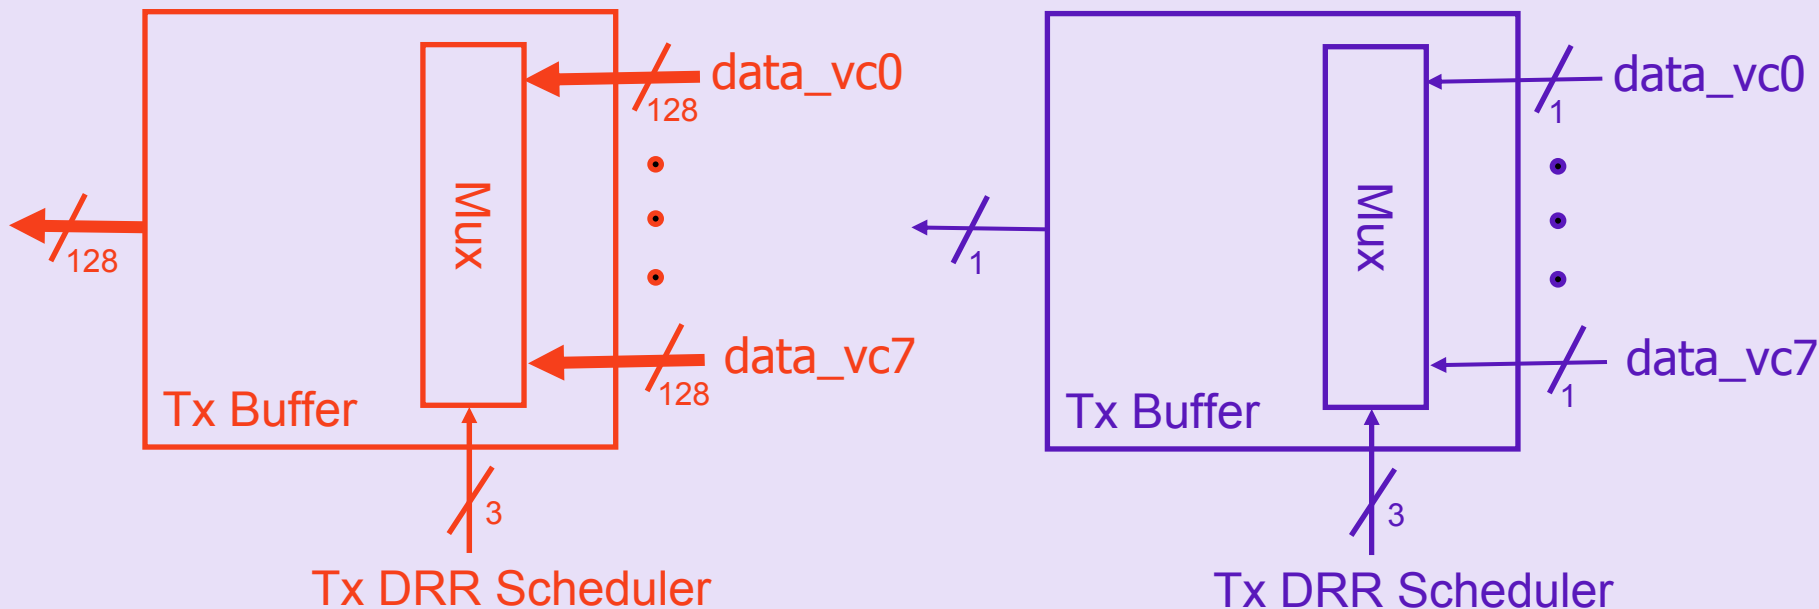 data_vc0
128
Mux
128
data_vc7
128
Tx Buffer
3
Tx DRR Scheduler
data_vc0
1
Mux
1
data_vc7
1
Tx Buffer
3
Tx DRR Scheduler